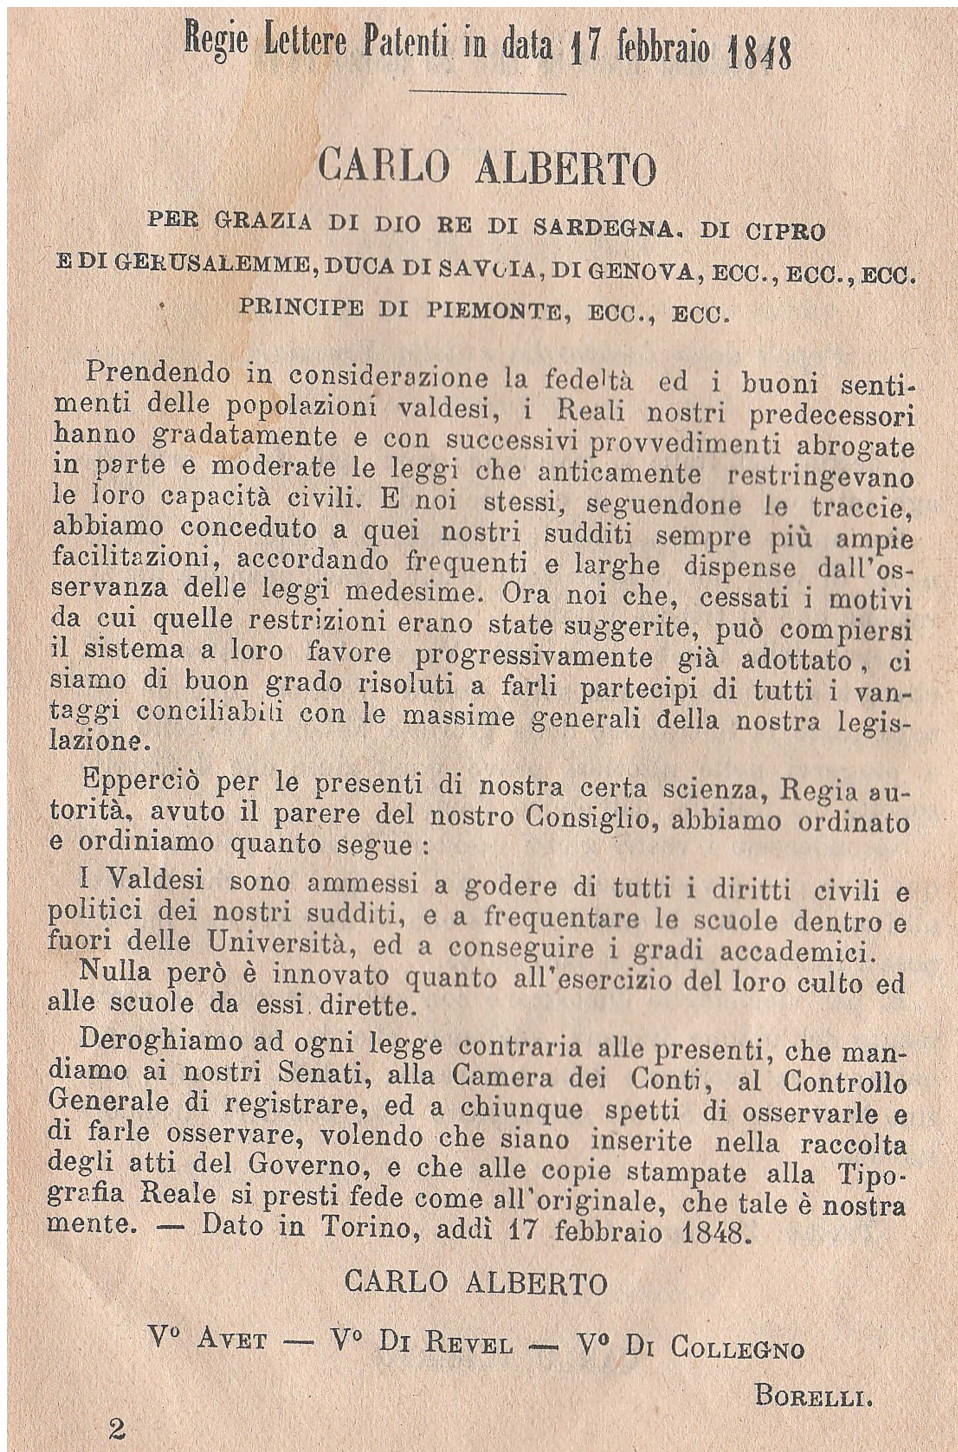 Regie Lettere Patenti in data 17 febbraio 1848
CARLO ALBERTO
PER GRAZIA DI DIO RE DI SARDEGNA. DI CIPRO
E DI GERUSALEMME, DUCA DI SAVOIA, DI GENOVA, ECC., ECC., ECC.
PRINCIPE DI PIEMONTE, ECC., ECC.
Prendendo in considerazione la fedeltà ed i buoni senti-
menti delle popolazioni valdesi, i Reali nostri predecessori
hanno gradatamente e con successivi provvedimenti abrogate
in parte e moderate le leggi che anticamente restringevano
le loro capacità civili. E noi stessi, seguendone le traccie,
abbiamo conceduto a quei nostri sudditi sempre più ampie
facilitazioni, accordando frequenti e larghe dispense dall'os-
servanza delle leggi medesime. Ora noi che, cessati i motivi
da cui quelle restrizioni erano state suggerite, può compiersi
il sistema a loro favore progressivamente già adottato, ci
siamo di buon grado risoluti a farli partecipi di tutti i van-
taggi conciliabili con le massime generali della nostra legis-
lazione.
Epperciò per le presenti di nostra certa scienza, Regia au-
torità, avuto il parere del nostro Consiglio, abbiamo ordinato
e ordiniamo quanto segue :
I Valdesi sono ammessi a godere di tutti i diritti civili e
politici dei nostri sudditi, e a frequentare le scuole dentro e
fuori delle Università, ed a conseguire i gradi accademici.
Nulla però è innovato quanto all'esercizio del loro culto ed
alle scuole da essi dirette.
Deroghiamo ad ogni legge contraria alle presenti, che man-
diamo ai nostri Senati, alla Camera dei Conti, al Controllo
Generale di registrare, ed a chiunque spetti di osservarle e
di farle osservare, volendo che siano inserite nella raccolta
degli atti del Governo, e che alle copie stampate alla Tipo-
grafia Reale si presti fede come all'originale, che tale è nostra
mente. — Dato in Torino, addì 17 febbraio 1848.
CARLO ALBERTO
Vº AVET — Vº DI REVEL — Vº DI COLLEGNO
BORELLI.
2